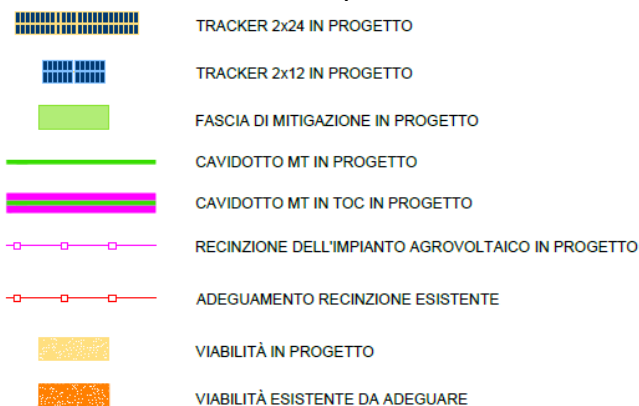 TRACKER 2x24 IN PROGETTO
TRACKER 2x12 IN PROGETTO
FASCIA DI MITIGAZIONE IN PROGETTO
CAVIDOTTO MT IN PROGETTO
CAVIDOTTO MT IN TOC IN PROGETTO
RECINZIONE DELL'IMPIANTO AGROVOLTAICO IN PROGETTO
ADEGUAMENTO RECINZIONE ESISTENTE
VIABILITÀ IN PROGETTO
VIABILITÀ ESISTENTE DA ADEGUARE